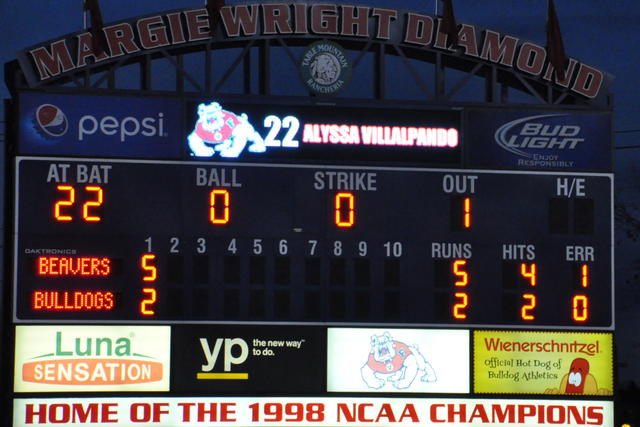 MARGIE WRIGHT DIAMOND
TABLE MOUNTAIN
RANCHERIA
pepsi
22 ALYSSA VILLALPANDO
BUD
LIGHT
ENJOY
RESPONSIBLY
AT BAT BALL STRIKE OUT H/E
22 0 0 1
DAKTRONICS 1 2 3 4 5 6 7 8 9 10 RUNS HITS ERR
BEAVERS 5 5 4 1
BULLDOGS 2 2 2 0
Luna
SENSATION
yp the new way
to do.
Wienerschnitzel
Official Hot Dog of
Bulldog Athletics
HOME OF THE 1998 NCAA CHAMPIONS